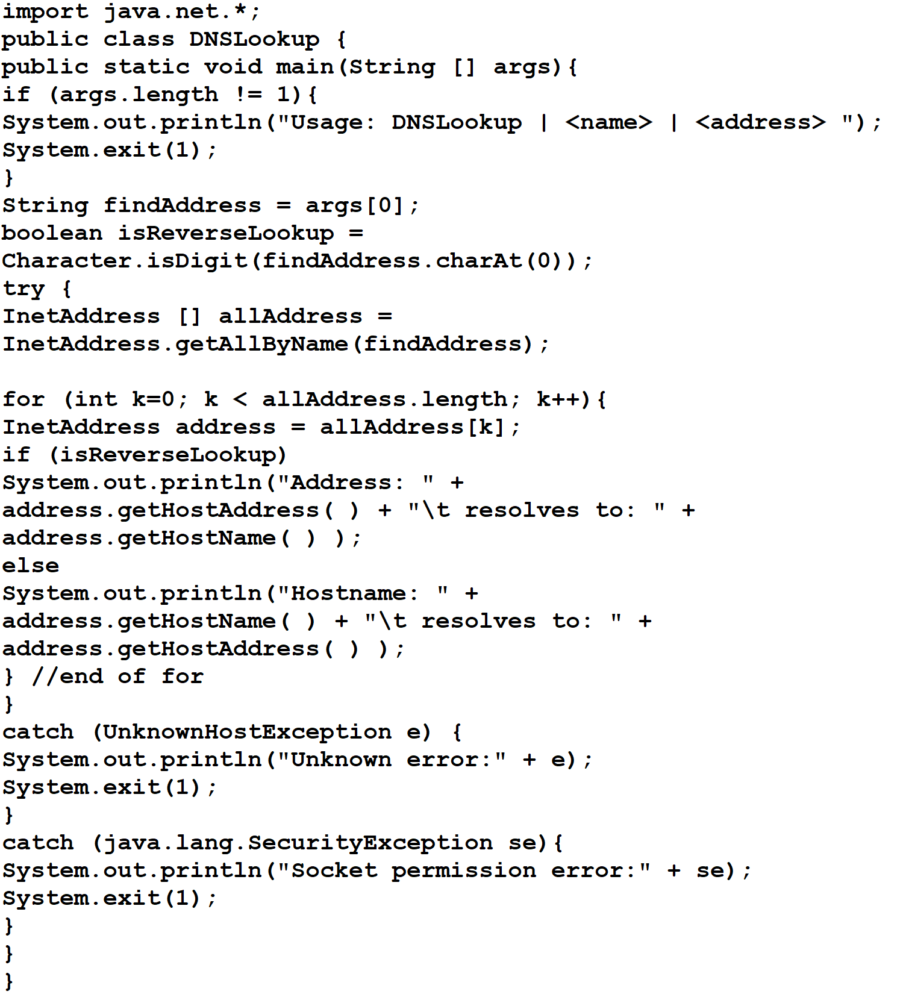 import java.net.*;
public class DNSLookup {
public static void main(String [] args){
if (args.length != 1){
System.out.println("Usage: DNSLookup | <name> | <address> ");
System.exit(1);
}
String findAddress = args[0];
boolean isReverseLookup =
Character.isDigit(findAddress.charAt(0));
try {
InetAddress [] allAddress =
InetAddress.getAllByName(findAddress);

for (int k=0; k < allAddress.length; k++){
InetAddress address = allAddress[k];
if (isReverseLookup)
System.out.println("Address: " +
address.getHostAddress( ) + "\t resolves to: " +
address.getHostName( ) );
else
System.out.println("Hostname: " +
address.getHostName( ) + "\t resolves to: " +
address.getHostAddress( ) );
} //end of for
}
catch (UnknownHostException e) {
System.out.println("Unknown error:" + e);
System.exit(1);
}
catch (java.lang.SecurityException se){
System.out.println("Socket permission error:" + se);
System.exit(1);
}
}
}